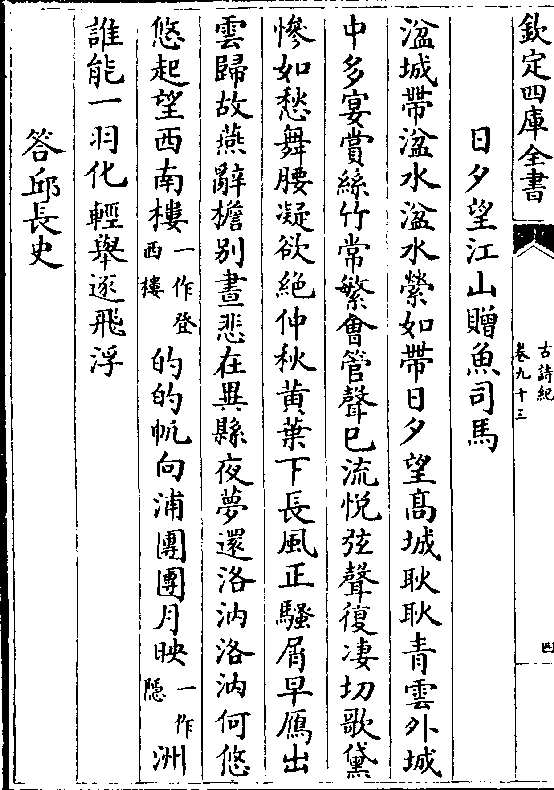 欽定四庫全書
古詩紀
卷九十三
四
日夕望江山贈魚司馬
湓城帶湓水湓水縈如帶日夕望髙城耿耿青雲外城
中多宴賞絲竹常繁會管聲已流悅弦聲復凄切歌黛
慘如愁舞腰凝欲絶仲秋黄葉下長風正騷屑早鴈出
雲歸故燕辭檐别晝悲在異縣夜夢還洛汭洛汭何悠
悠起望西南樓一作登西樓的的帆向浦團團月映一作隱洲
誰能一羽化輕舉逐飛浮
答邱長史